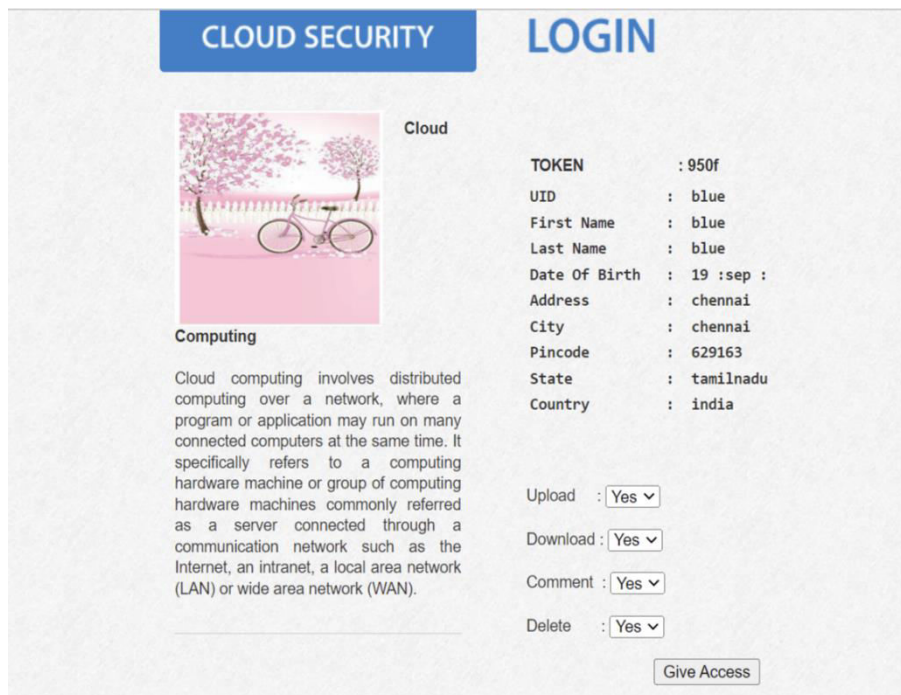 CLOUD SECURITY
Cloud
Computing
Cloud computing involves distributed
computing over a network, where a
program or application may run on many
connected computers at the same time. It
specifically refers to a computing
hardware machine or group of computing
hardware machines commonly referred
as a server connected through a
communication network such as the
Internet, an intranet, a local area network
(LAN) or wide area network (WAN).
LOGIN
TOKEN : 950f
UID : blue
First Name : blue
Last Name : blue
Date Of Birth : 19 :sep :
Address : chennai
City : chennai
Pincode : 629163
State : tamilnadu
Country : india
Upload : Yes
Download : Yes
Comment : Yes
Delete : Yes
Give Access